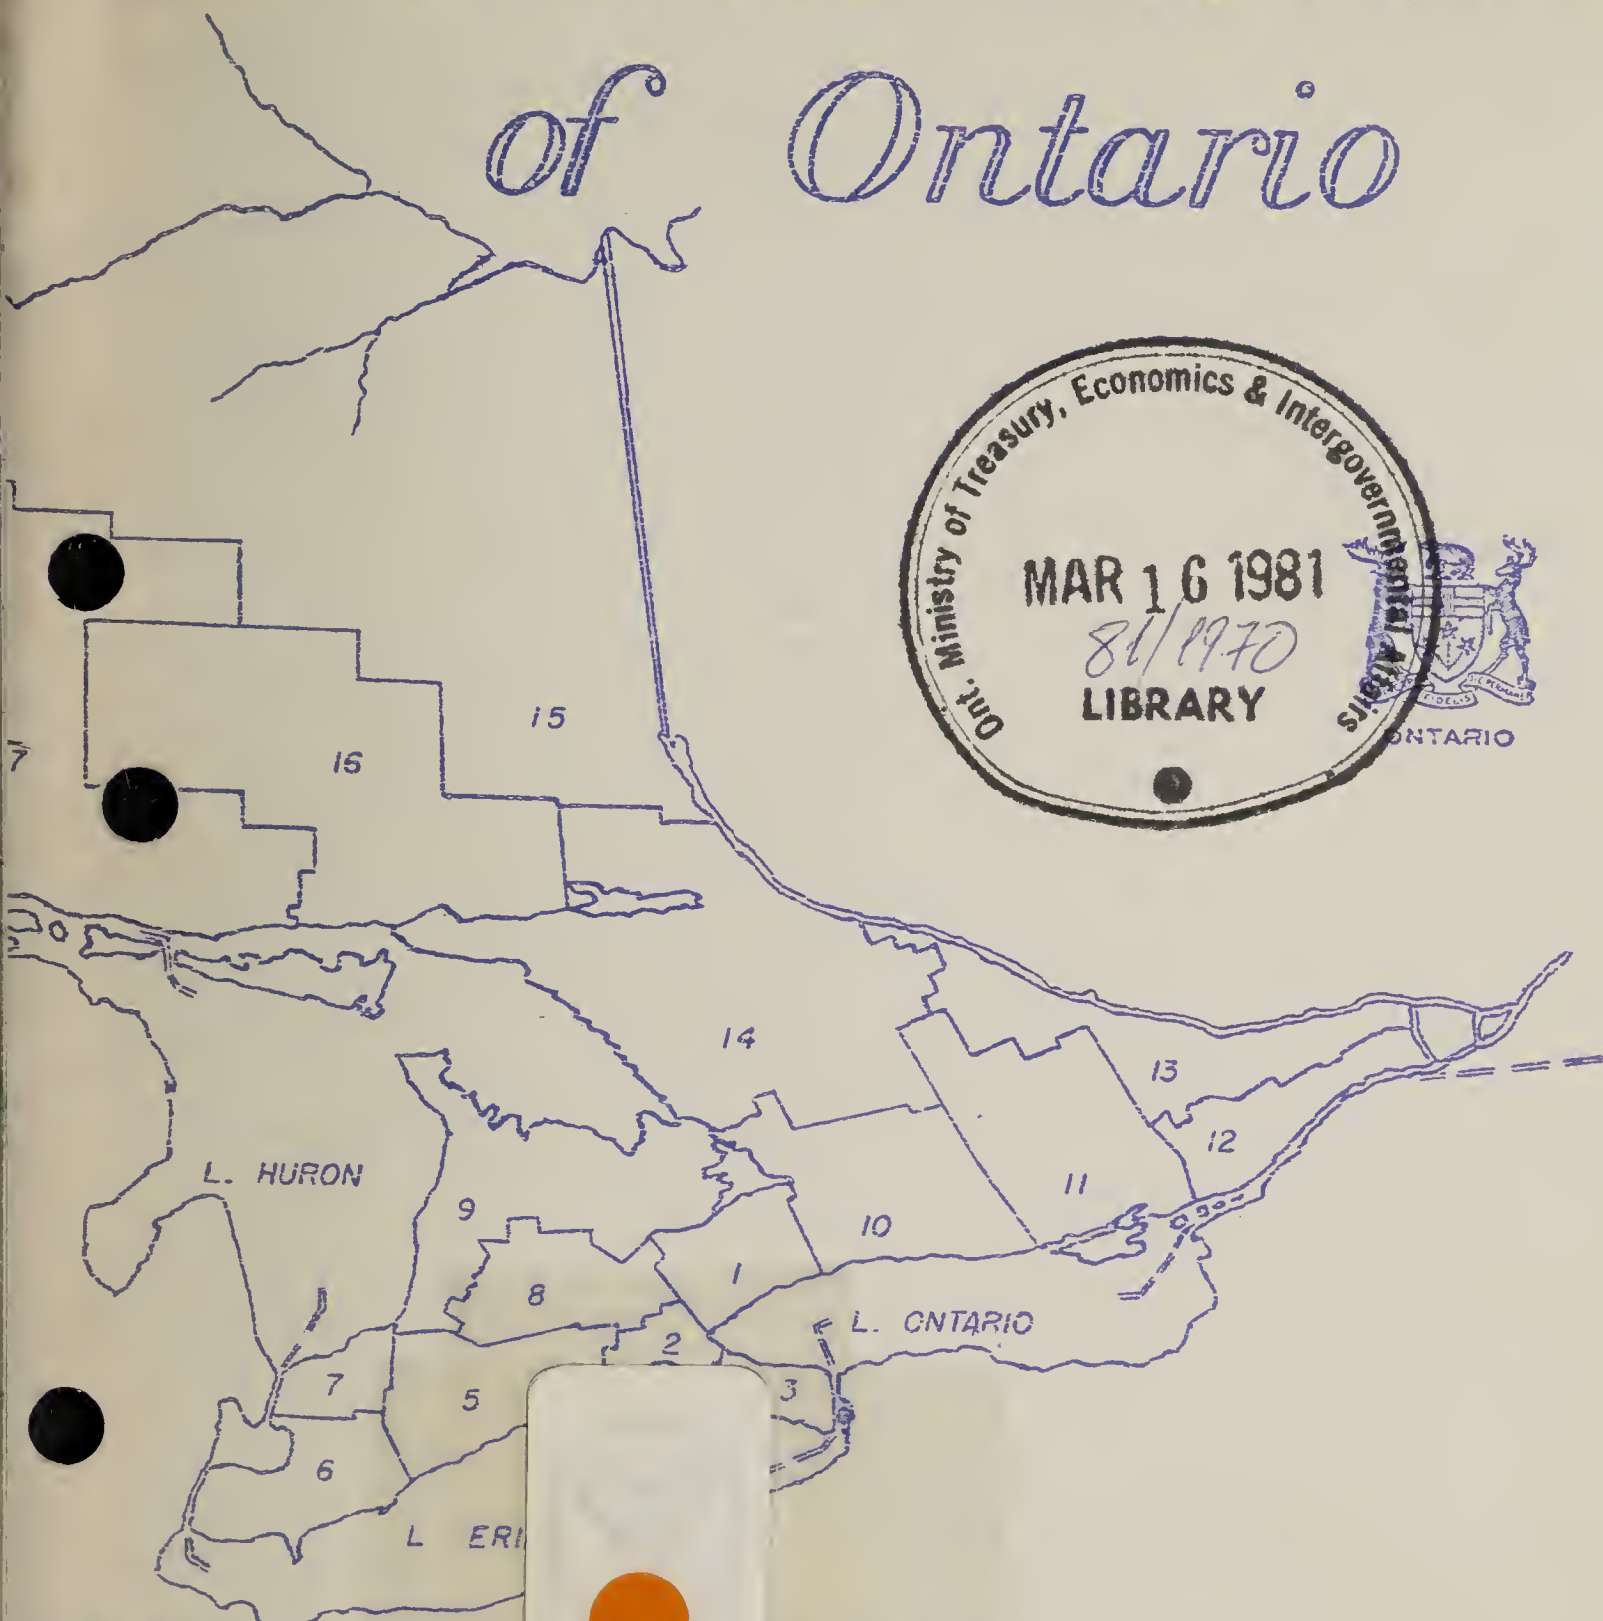 of Ontario
Ont. Ministry of Treasury, Economics & Intergovernmental Affairs
MAR 16 1981
81/1970
LIBRARY
ONTARIO
15
16
7
14
13
12
L. HURON
11
9
10
1
8
L. ONTARIO
2
7
5
3
6
L ERI